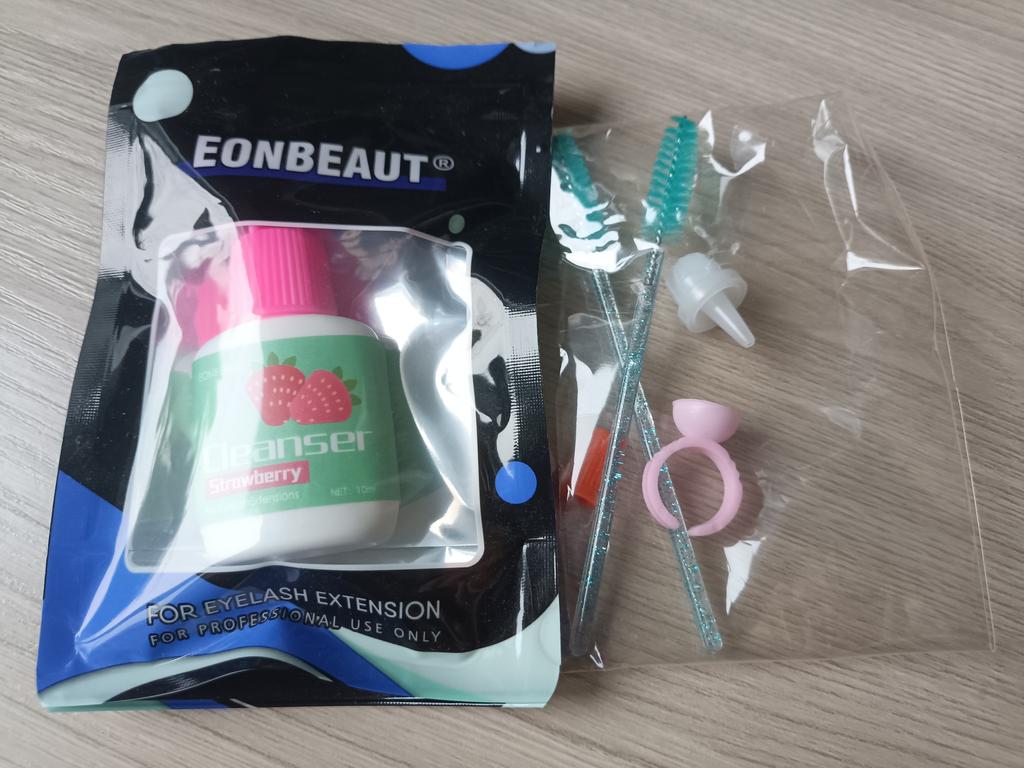 EONBEAUT®
Cleanser
Strawberry
NET: 10ml
FOR EYELASH EXTENSION
FOR PROFESSIONAL USE ONLY